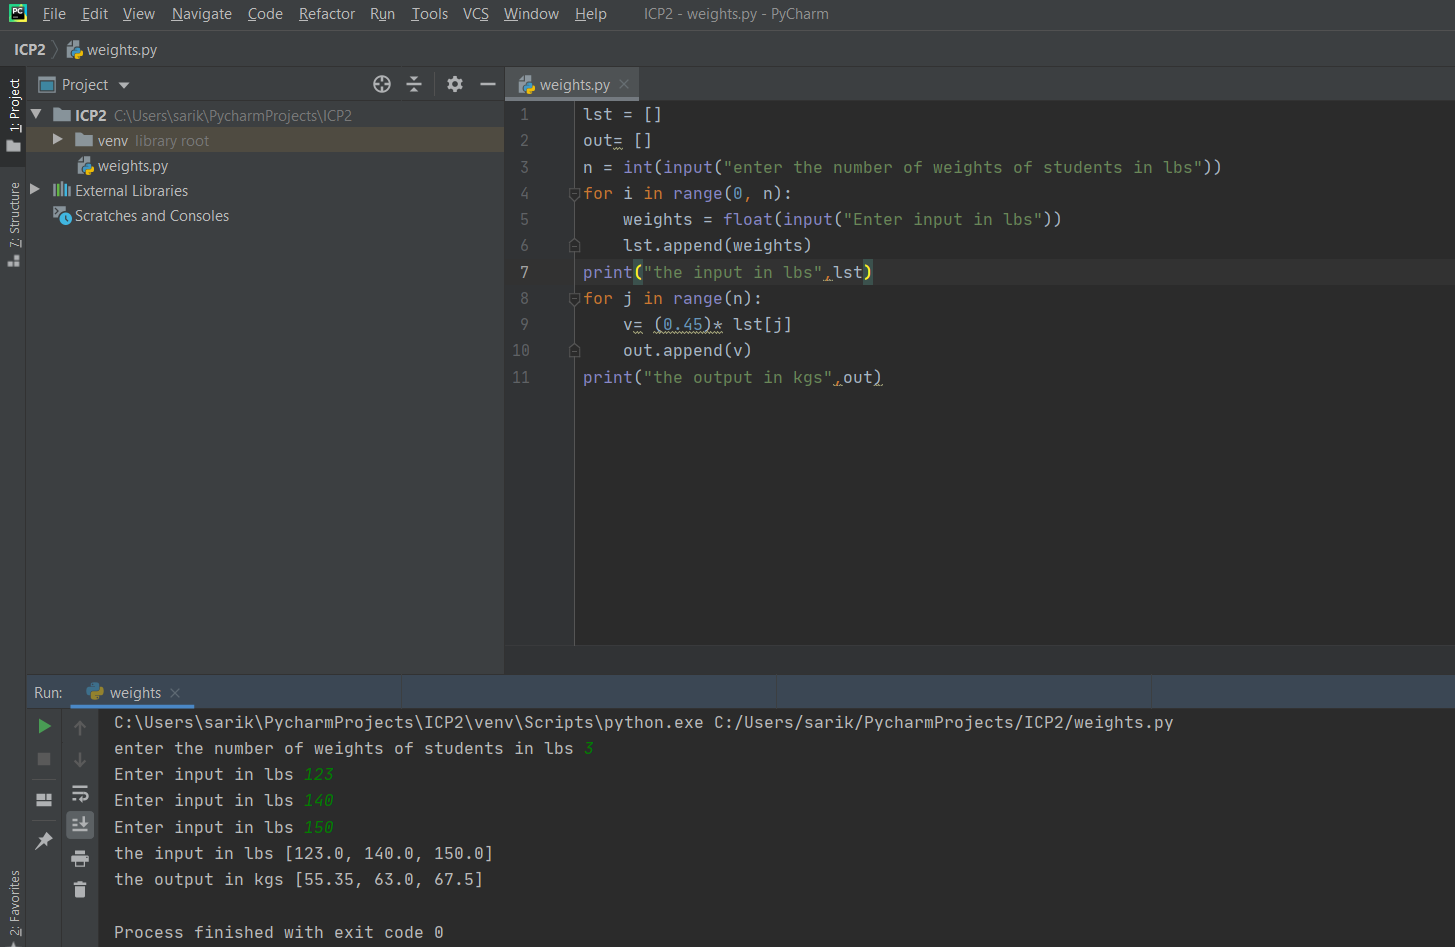 PC File Edit View Navigate Code Refactor Run Tools VCS Window Help ICP2 - weights.py - PyCharm
ICP2 weights.py
1: Project
7: Structure
2: Favorites
Project
ICP2 C:\Users\sarik\PycharmProjects\ICP2
venv library root
weights.py
External Libraries
Scratches and Consoles
weights.py
1 lst = []
2 out= []
3 n = int(input("enter the number of weights of students in lbs"))
4 for i in range(0, n):
5     weights = float(input("Enter input in lbs"))
6     lst.append(weights)
7 print("the input in lbs",lst)
8 for j in range(n):
9     v= (0.45)* lst[j]
10     out.append(v)
11 print("the output in kgs",out)
Run: weights
C:\Users\sarik\PycharmProjects\ICP2\venv\Scripts\python.exe C:/Users/sarik/PycharmProjects/ICP2/weights.py
enter the number of weights of students in lbs 3
Enter input in lbs 123
Enter input in lbs 140
Enter input in lbs 150
the input in lbs [123.0, 140.0, 150.0]
the output in kgs [55.35, 63.0, 67.5]
Process finished with exit code 0